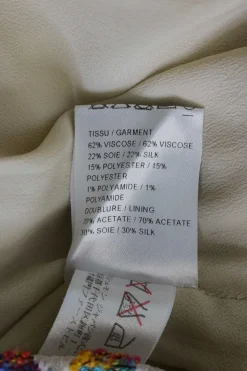 TISSU / GARMENT
62% VISCOSE / 62% VISCOSE
22% SOIE / 22% SILK
15% POLYESTER / 15%
POLYESTER
1% POLYAMIDE / 1%
POLYAMIDE
DOUBLURE / LINING
70% ACETATE / 70% ACETATE
30% SOIE / 30% SILK